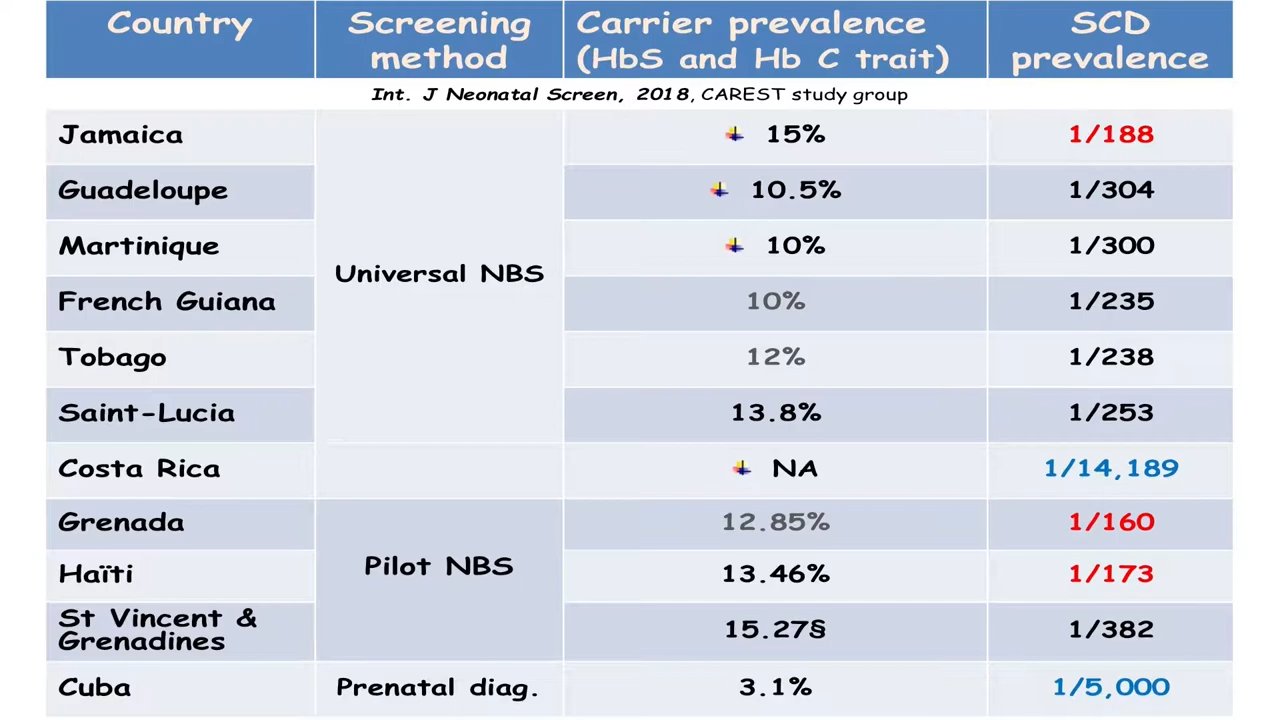 Country Screening method Carrier prevalence (HbS and Hb C trait) SCD prevalence
Int. J Neonatal Screen, 2018, CAREST study group
Jamaica 15% 1/188
Guadeloupe 10.5% 1/304
Martinique 10% 1/300
Universal NBS
French Guiana 10% 1/235
Tobago 12% 1/238
Saint-Lucia 13.8% 1/253
Costa Rica NA 1/14,189
Grenada 12.85% 1/160
Pilot NBS
Haïti 13.46% 1/173
St Vincent & Grenadines 15.27§ 1/382
Cuba Prenatal diag. 3.1% 1/5,000